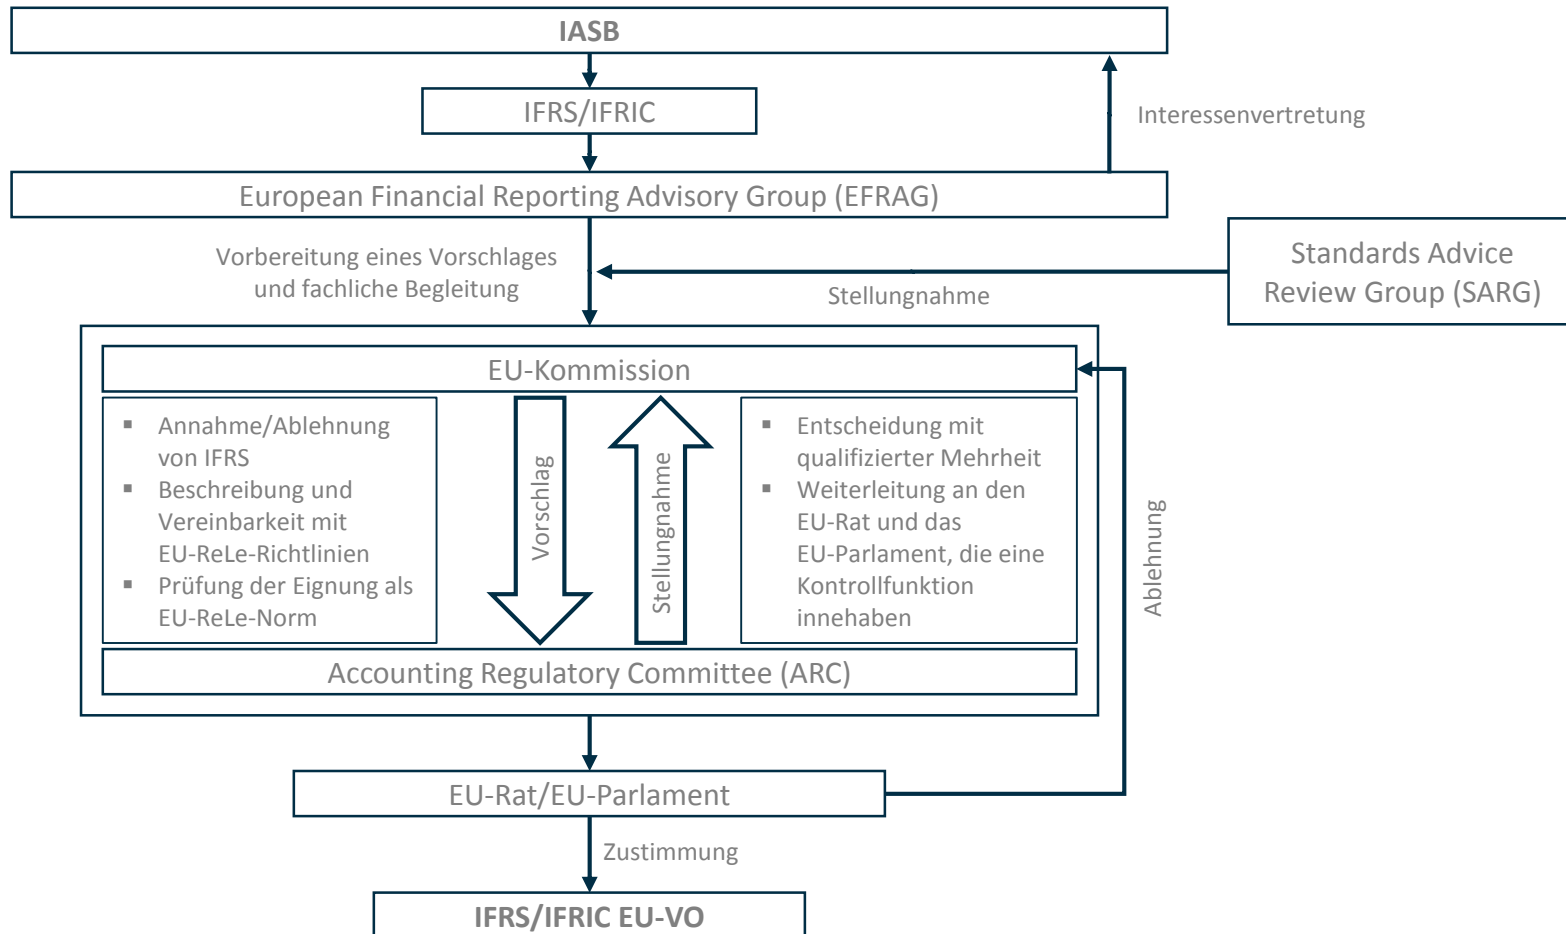 IASB
IFRS/IFRIC
Interessenvertretung
European Financial Reporting Advisory Group (EFRAG)
Vorbereitung eines Vorschlages
und fachliche Begleitung
Stellungnahme
Standards Advice
Review Group (SARG)
EU-Kommission
▪ Annahme/Ablehnung
von IFRS
▪ Beschreibung und
Vereinbarkeit mit
EU-ReLe-Richtlinien
▪ Prüfung der Eignung als
EU-ReLe-Norm
Vorschlag
Stellungnahme
▪ Entscheidung mit
qualifizierter Mehrheit
▪ Weiterleitung an den
EU-Rat und das
EU-Parlament, die eine
Kontrollfunktion
innehaben
Ablehnung
Accounting Regulatory Committee (ARC)
EU-Rat/EU-Parlament
Zustimmung
IFRS/IFRIC EU-VO